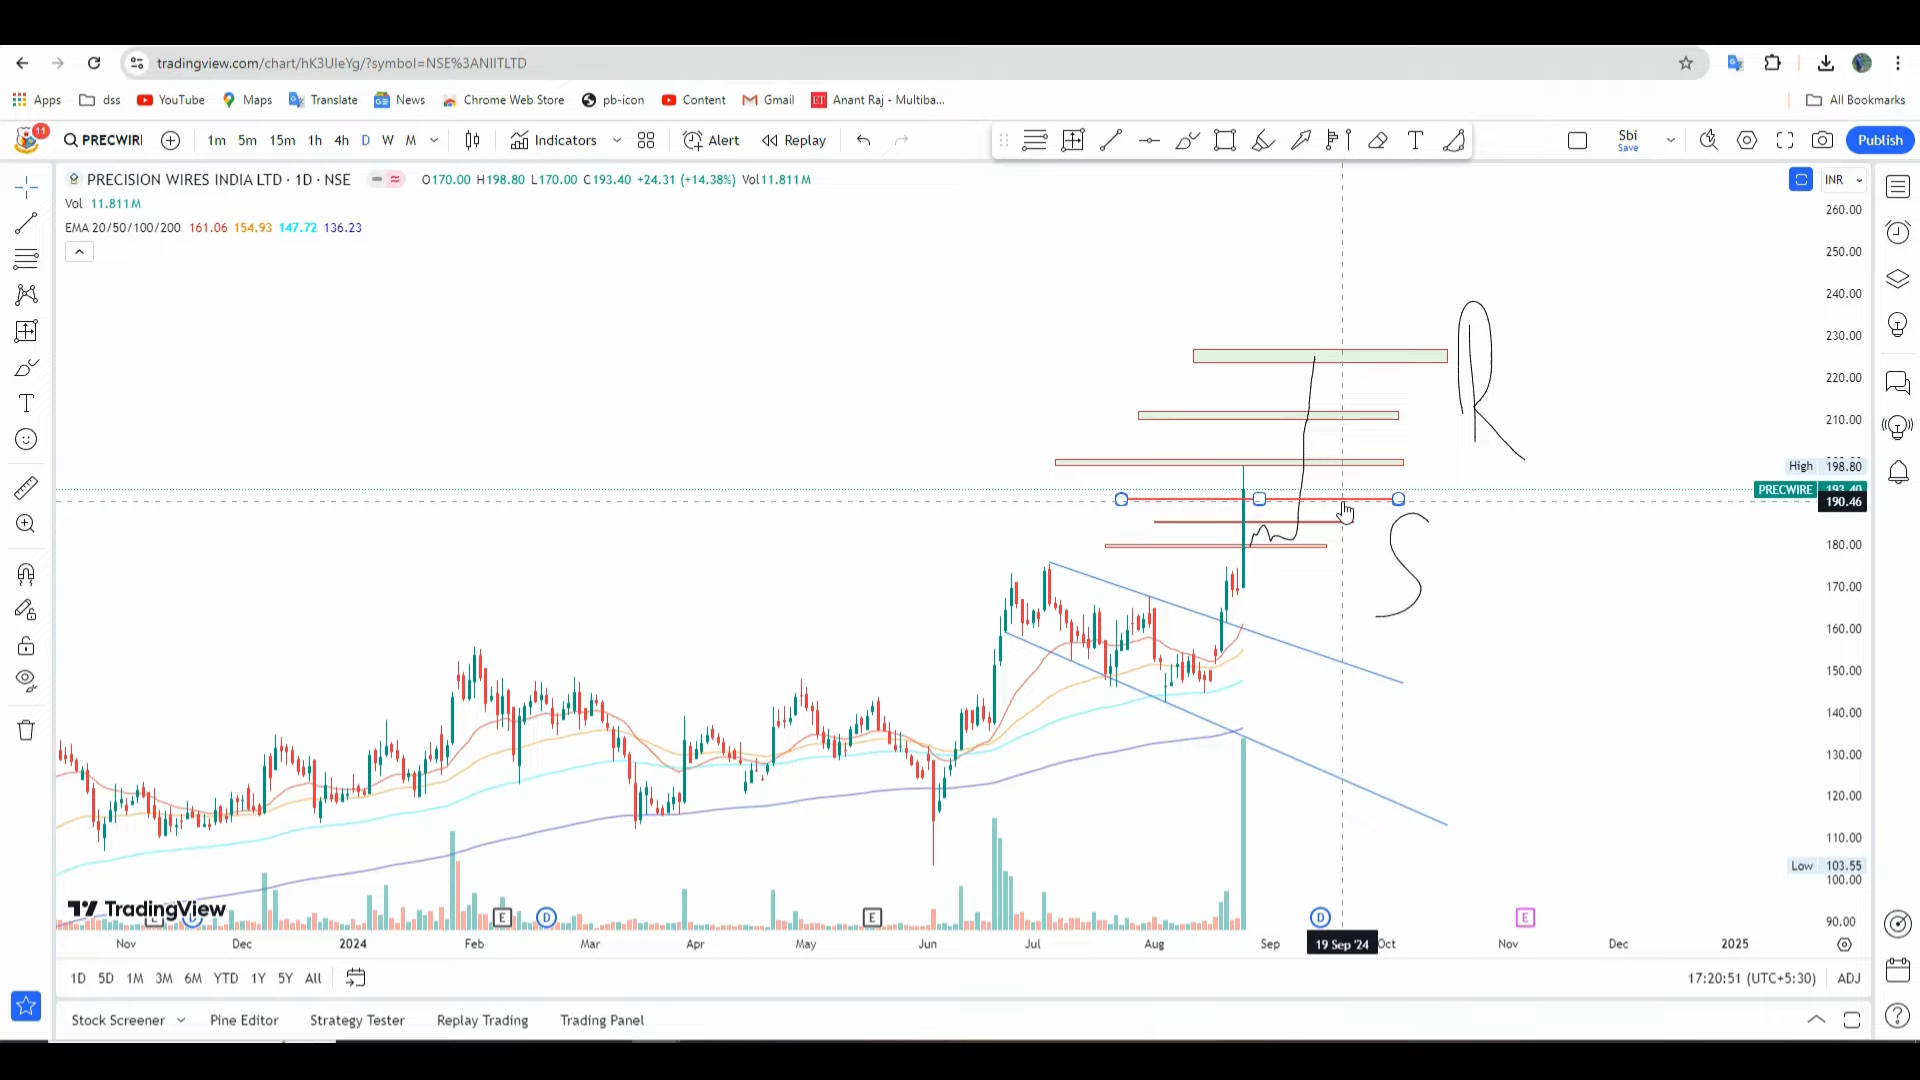 tradingview.com/chart/hK3UIeYg/?symbol=NSE%3ANIITLTD
Apps dss YouTube Maps Translate News Chrome Web Store pb-icon Content Gmail ET Anant Raj - Multiba... All Bookmarks
11 PRECWIRI 1m 5m 15m 1h 4h D W M Indicators Alert Replay T Sbi Save Publish
PRECISION WIRES INDIA LTD · 1D · NSE O170.00 H198.80 L170.00 C193.40 +24.31 (+14.38%) Vol11.811M INR
Vol 11.811M
EMA 20/50/100/200 161.06 154.93 147.72 136.23
260.00
250.00
240.00
230.00
220.00
210.00
High 198.80
PRECWIRE 193.40
190.46
180.00
170.00
160.00
150.00
140.00
130.00
120.00
110.00
Low 103.55
100.00
90.00
R
S
TradingView
E D E D E
Nov Dec 2024 Feb Mar Apr May Jun Jul Aug Sep 19 Sep '24 Oct Nov Dec 2025
1D 5D 1M 3M 6M YTD 1Y 5Y All 17:20:51 (UTC+5:30) ADJ
Stock Screener Pine Editor Strategy Tester Replay Trading Trading Panel